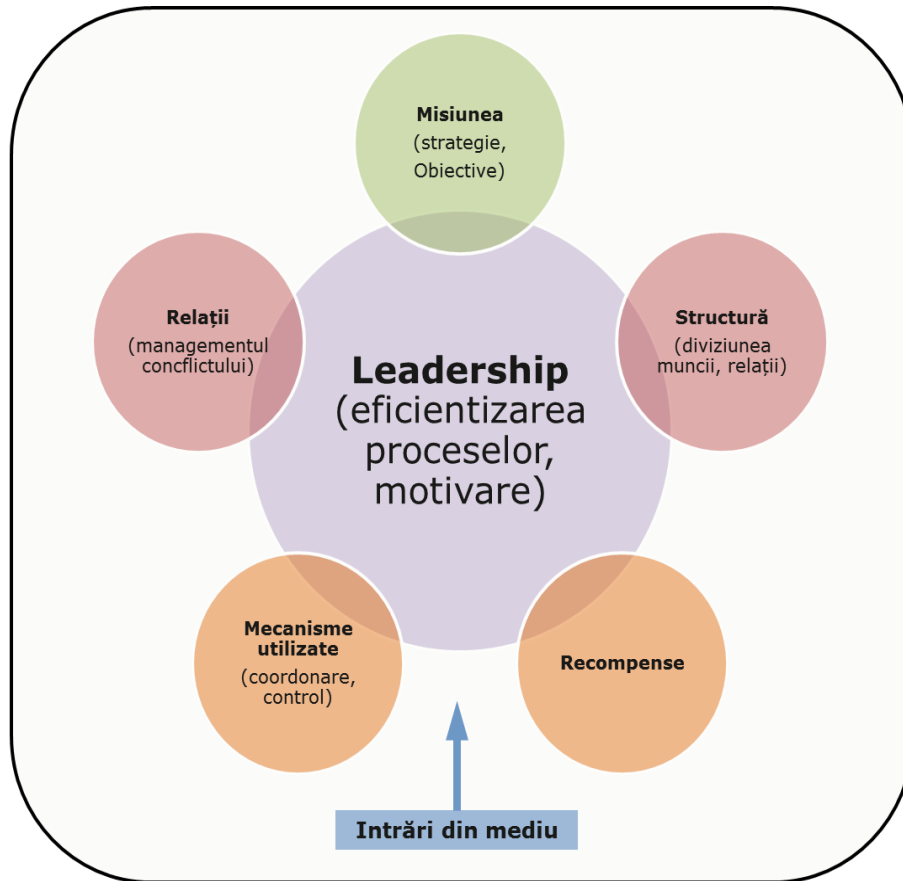 Misiunea
(strategie,
Obiective)
Relații
(managementul
concflictului)
Structură
(diviziunea
muncii, relații)
Leadership
(eficientizarea
proceselor,
motivare)
Mecanisme
utilizate
(coordonare,
control)
Recompense
Intrări din mediu